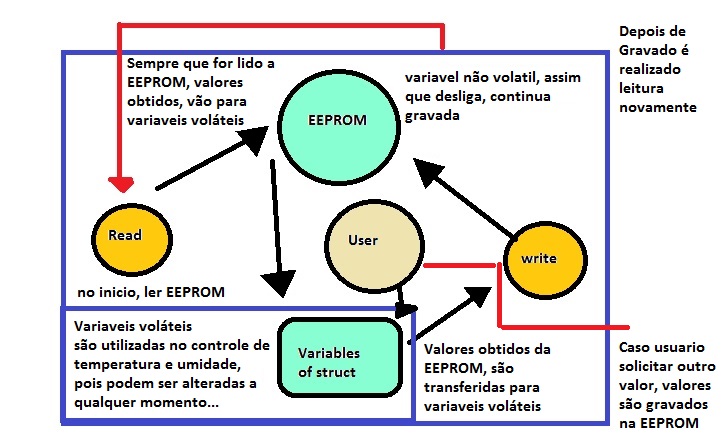 Depois de
Gravado é
realizado
leitura
novamente
Sempre que for lido a
EEPROM, valores
obtidos, vão para
variaveis voláteis
EEPROM
variavel não volatil, assim
que desliga, continua
gravada
Read
User
write
no inicio, ler EEPROM
Variaveis voláteis
são utilizadas no controle de
temperatura e umidade,
pois podem ser alteradas a
qualquer momento...
Variables
of struct
Valores obtidos da
EEPROM, são
transferidas para
variaveis voláteis
Caso usuario
solicitar outro
valor, valores
são gravados
na EEPROM